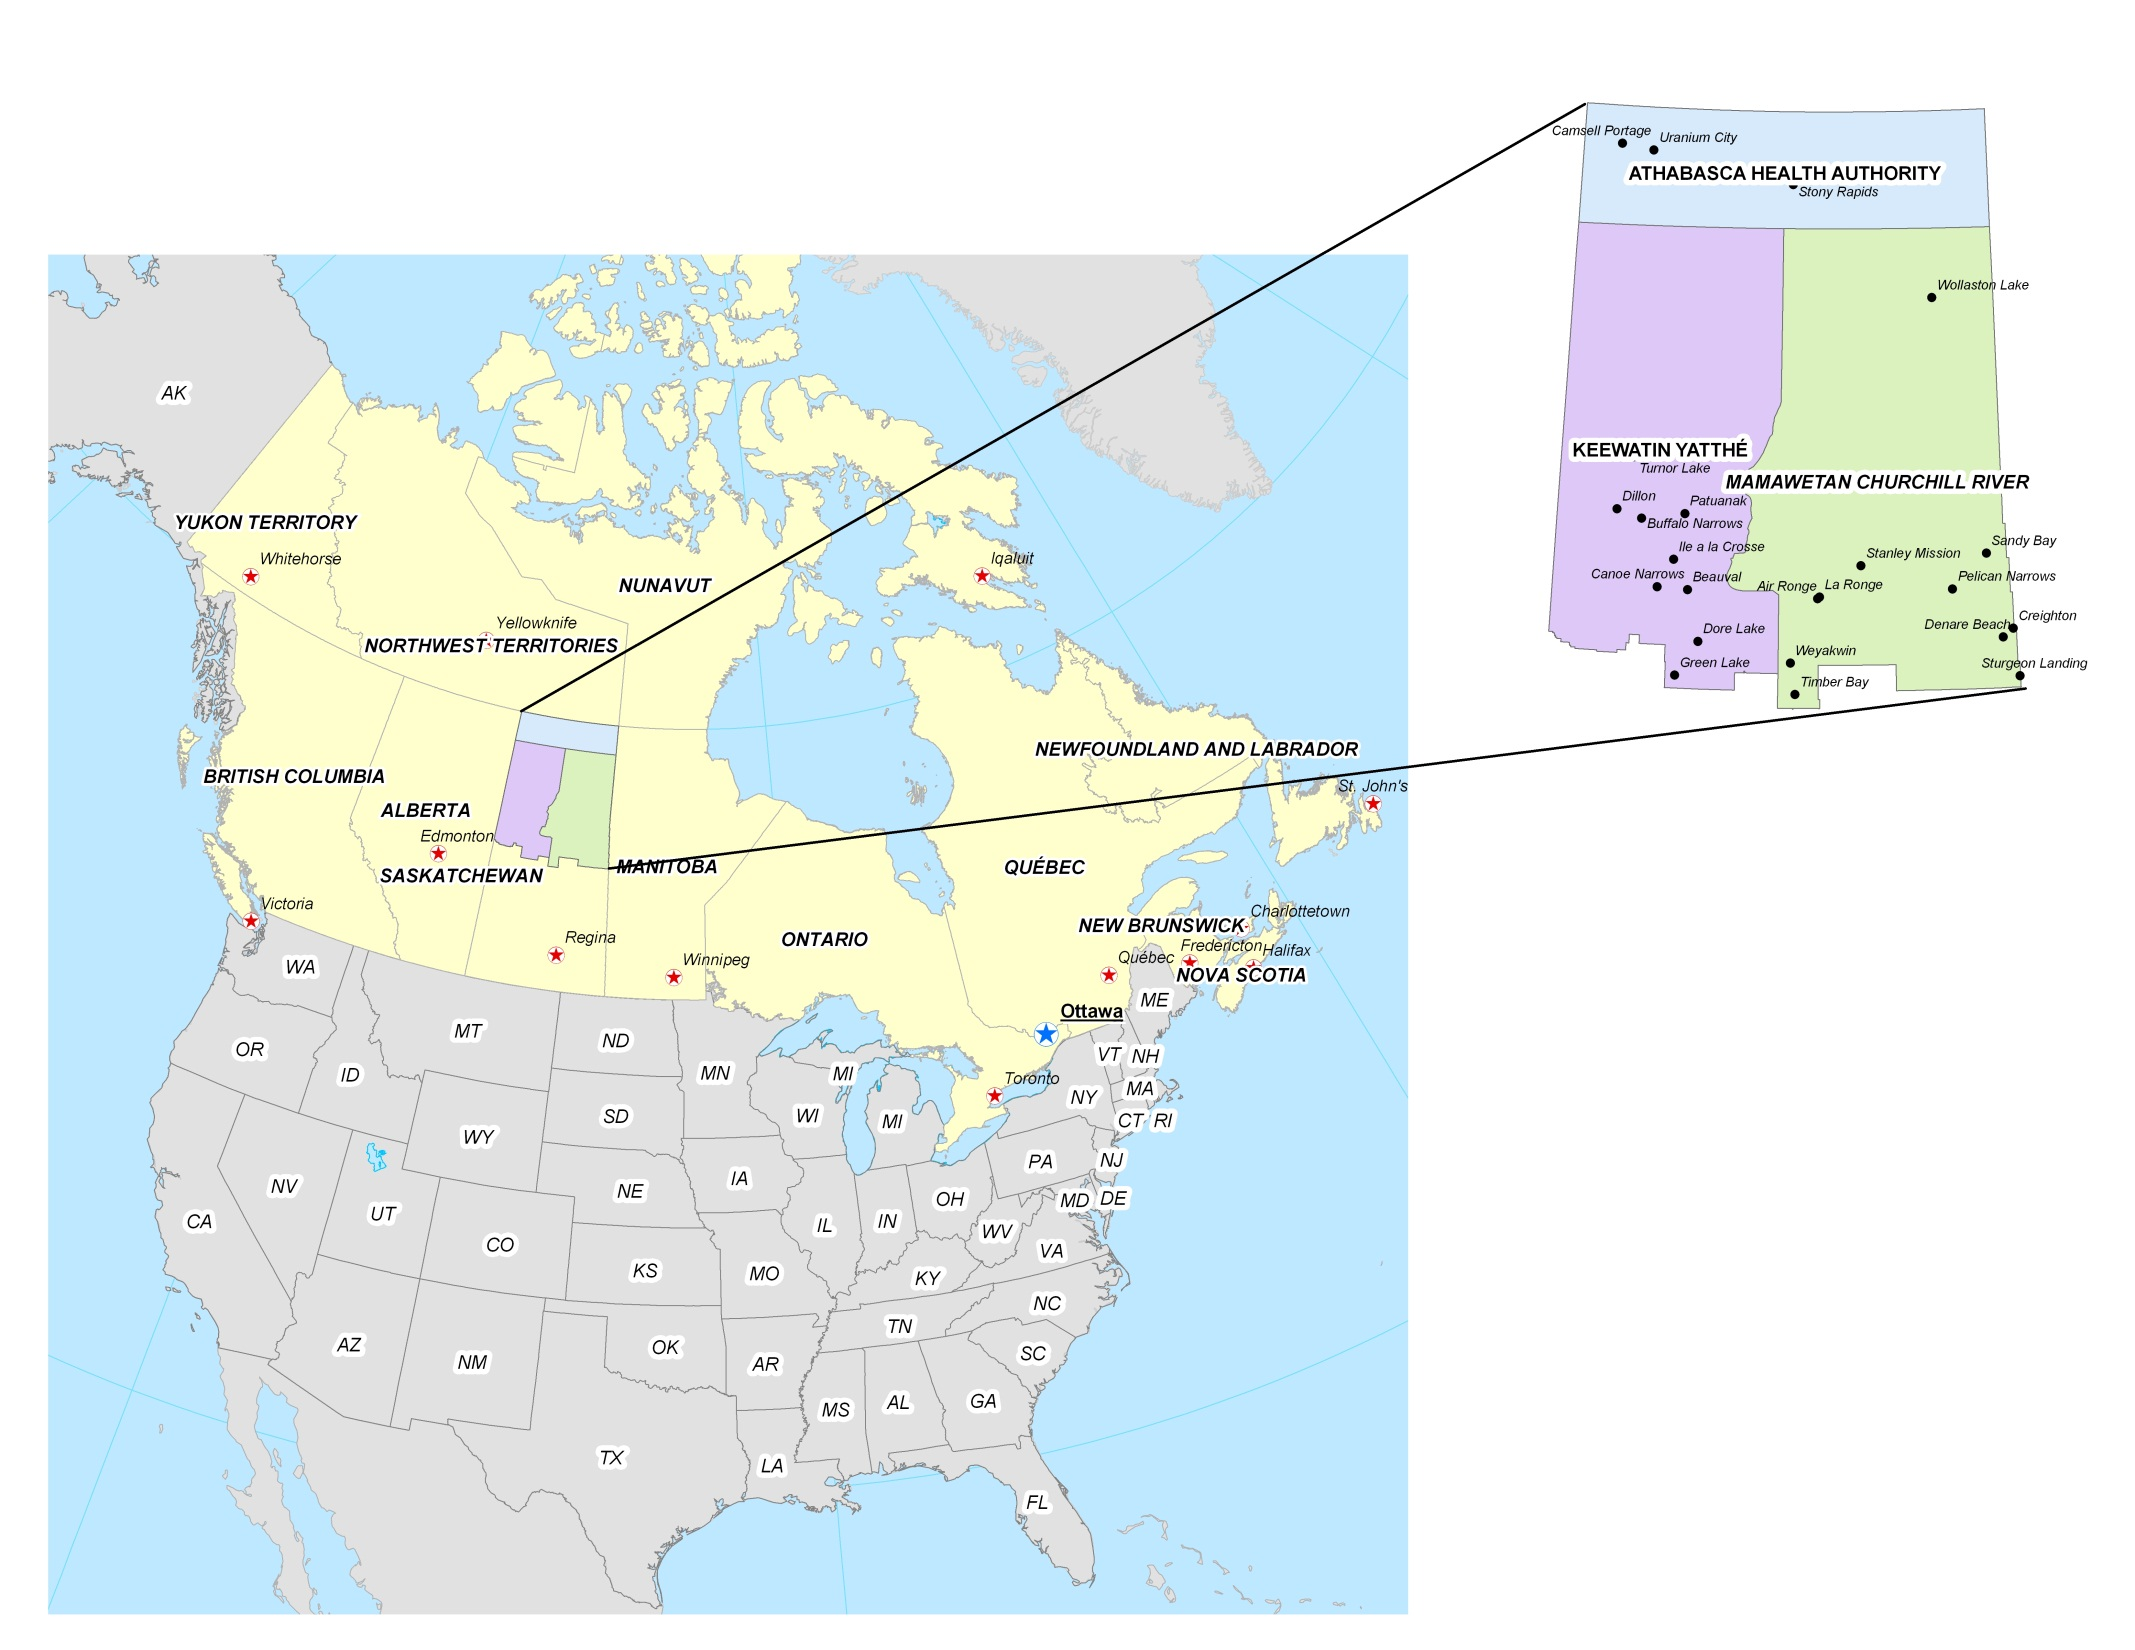 Camsell Portage
Uranium City
ATHABASCA HEALTH AUTHORITY
Stony Rapids
Wollaston Lake
KEEWATIN YATTHÉ
Turnor Lake
MAMAWETAN CHURCHILL RIVER
Dillon
Patuanak
Buffalo Narrows
Ile a la Crosse
Stanley Mission
Sandy Bay
Canoe Narrows
Beauval
Air Ronge
La Ronge
Pelican Narrows
Creighton
Denare Beach
Dore Lake
Weyakwin
Green Lake
Sturgeon Landing
Timber Bay
AK
YUKON TERRITORY
Whitehorse
Iqaluit
NUNAVUT
Yellowknife
NORTHWEST TERRITORIES
NEWFOUNDLAND AND LABRADOR
BRITISH COLUMBIA
St. John's
ALBERTA
Edmonton
MANITOBA
QUÉBEC
SASKATCHEWAN
Victoria
Charlottetown
NEW BRUNSWICK
Regina
ONTARIO
Fredericton
Halifax
Winnipeg
Québec
NOVA SCOTIA
WA
ME
Ottawa
MT
ND
OR
VT
NH
ID
MN
MI
Toronto
MA
NY
SD
WI
MI
CT
RI
WY
PA
NJ
IA
NV
NE
OH
MD
DE
UT
CA
IL
IN
WV
CO
VA
KS
MO
KY
NC
TN
AZ
OK
SC
NM
AR
AL
GA
MS
TX
LA
FL